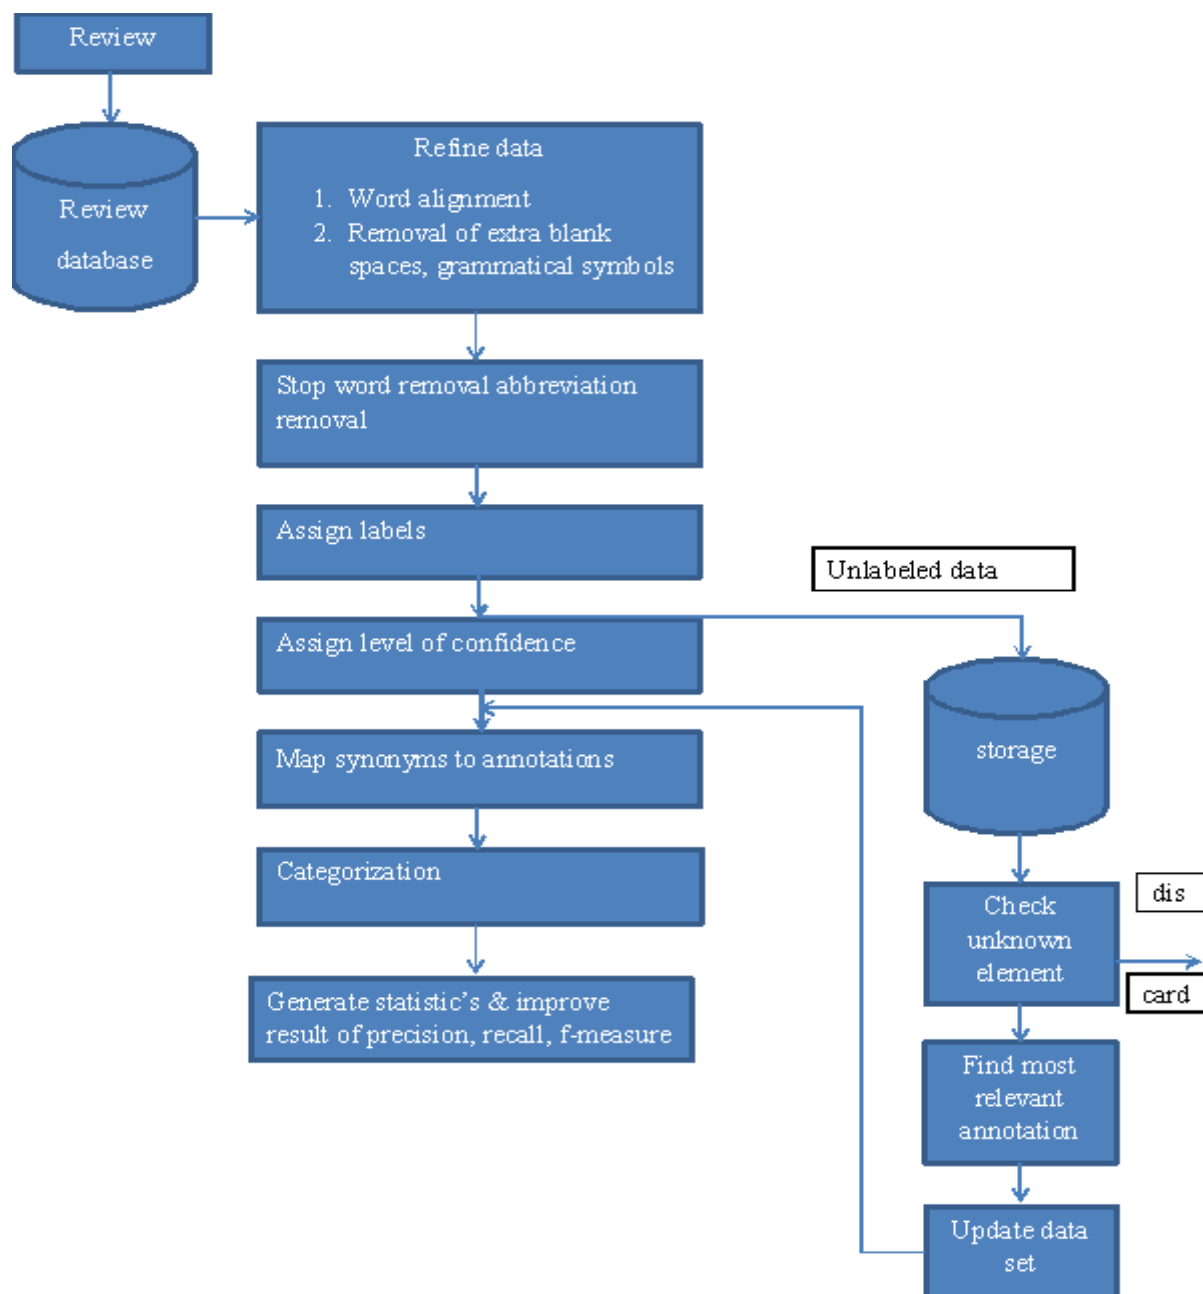 Review
Review
database
Refine data
1. Word alignment
2. Removal of extra blank
spaces, grammatical symbols
Stop word removal abbreviation
removal
Assign labels
Unlabeled data
Assign level of confidence
storage
Map synonyms to annotations
Categorization
Check
unknown
element
dis
card
Generate statistic's & improve
result of precision, recall, f-measure
Find most
relevant
annotation
Update data
set